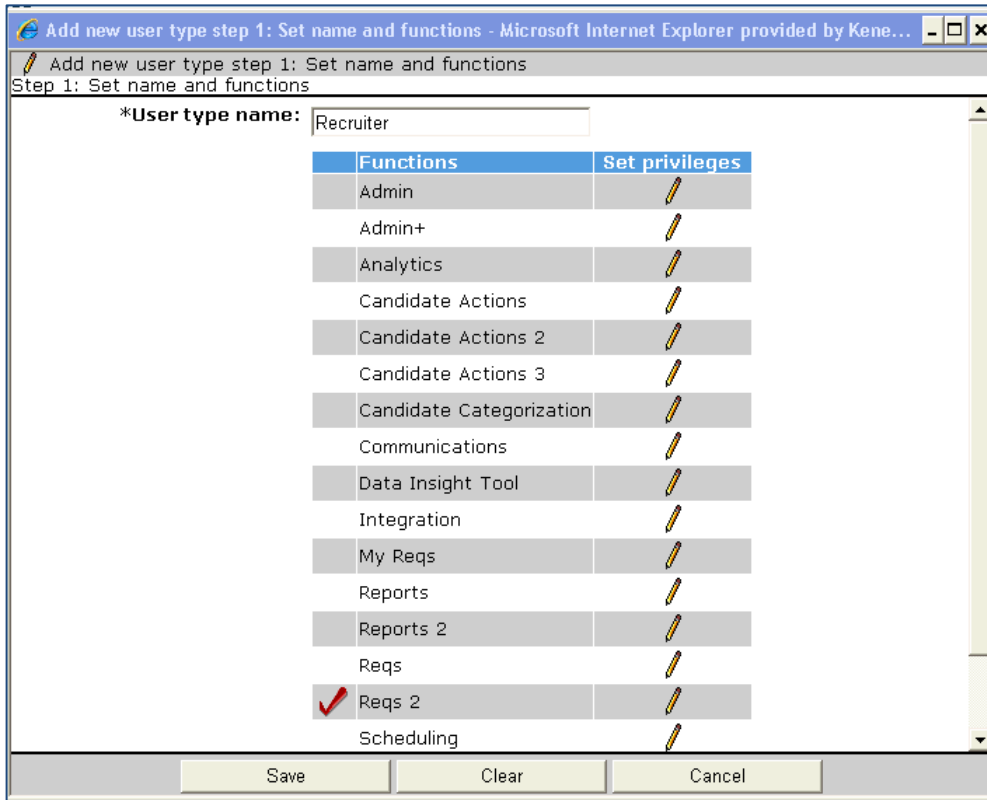 Add new user type step 1: Set name and functions - Microsoft Internet Explorer provided by Kene...
Add new user type step 1: Set name and functions
Step 1: Set name and functions
*User type name: Recruiter
Functions Set privileges
Admin
Admin+
Analytics
Candidate Actions
Candidate Actions 2
Candidate Actions 3
Candidate Categorization
Communications
Data Insight Tool
Integration
My Reqs
Reports
Reports 2
Reqs
Reqs 2
Scheduling
Save Clear Cancel